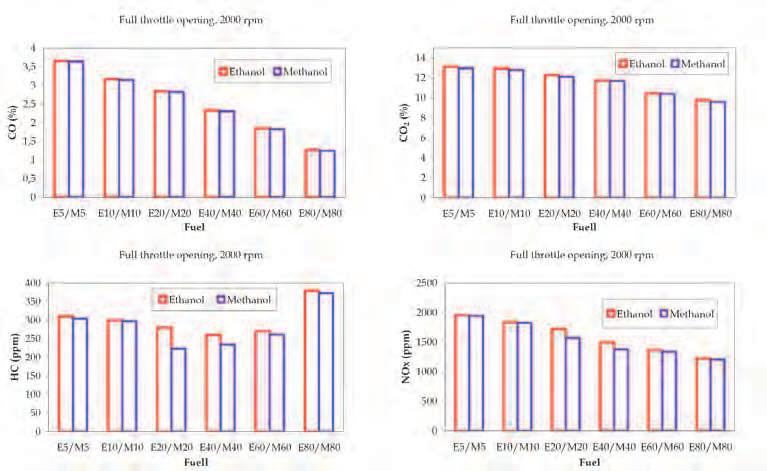 Full throttle opening, 2000 rpm
CO (%)
4
3,5
3
2,5
2
1,5
1
0,5
0
Ethanol Methanol
E5/M5 E10/M10 E20/M20 E40/M40 E60/M60 E80/M80
Fuel
Full throttle opening, 2000 rpm
CO₂ (%)
14
12
10
8
6
4
2
0
Ethanol Methanol
E5/M5 E10/M10 E20/M20 E40/M40 E60/M60 E80/M80
Fuell
Full throttle opening, 2000 rpm
HC (ppm)
400
350
300
250
200
150
100
50
0
Ethanol Methanol
E5/M5 E10/M10 E20/M20 E40/M40 E60/M60 E80/M80
Fuell
Full throttle opening, 2000 rpm
NOx (ppm)
2500
2000
1500
1000
500
0
Ethanol Methanol
E5/M5 E10/M10 E20/M20 E40/M40 E60/M60 E80/M80
Fuel